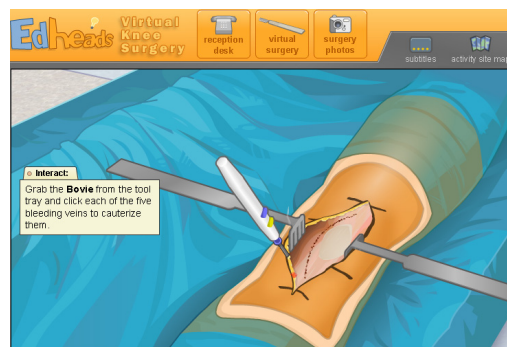 Edheads
Virtual
Knee
Surgery
reception
desk
virtual
surgery
surgery
photos
subtitles
activity site map
Interact:
Grab the Bovie from the tool
tray and click each of the five
bleeding veins to cauterize
them.